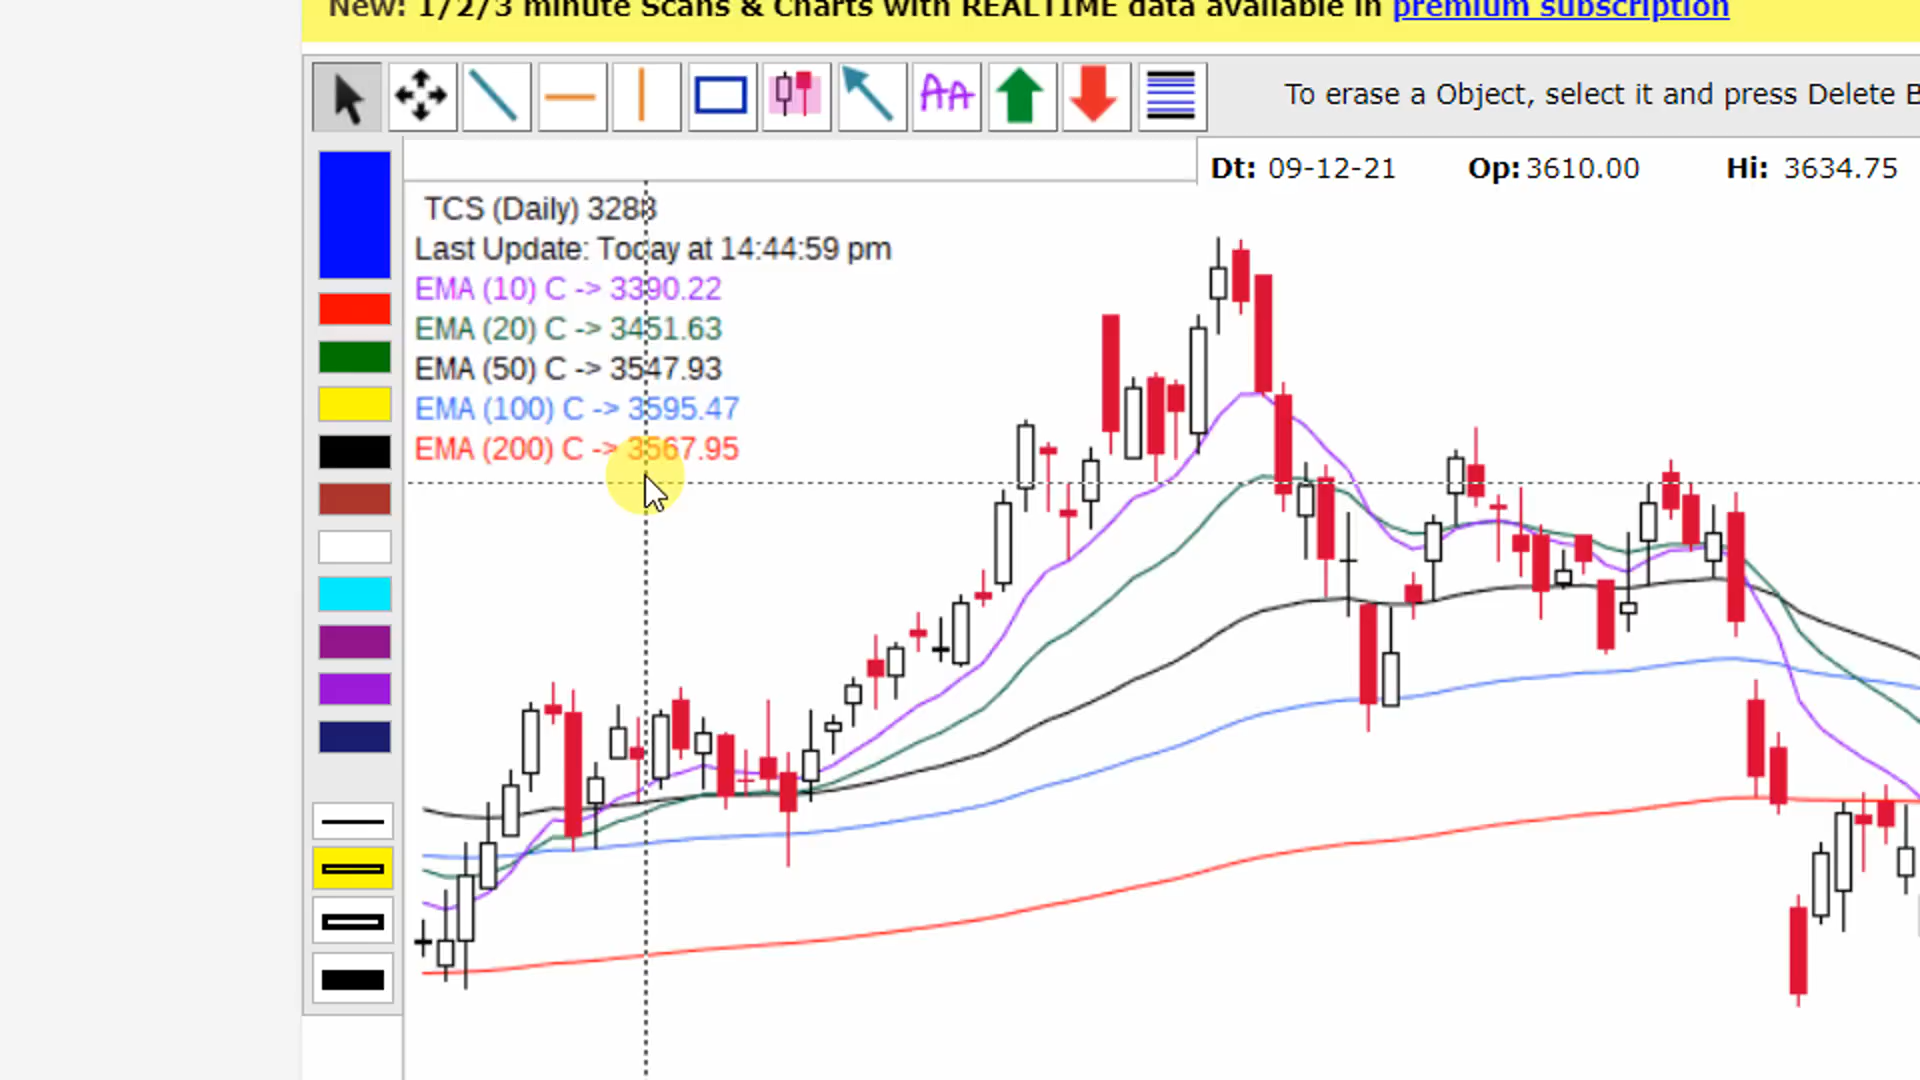 New: 1/2/3 minute Scans & Charts with REALTIME data available in premium subscription
AA
To erase a Object, select it and press Delete B
Dt: 09-12-21 Op: 3610.00 Hi: 3634.75
TCS (Daily) 3283
Last Update: Today at 14:44:59 pm
EMA (10) C -> 3390.22
EMA (20) C -> 3451.63
EMA (50) C -> 3547.93
EMA (100) C -> 3595.47
EMA (200) C -> 3567.95